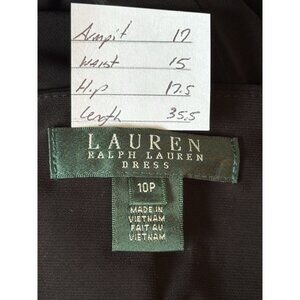 Armpit 17
Waist 15
Hip 17.5
Length 35.5
LAUREN
RALPH LAUREN
DRESS
10P
MADE IN
VIETNAM
FAIT AU
VIETNAM